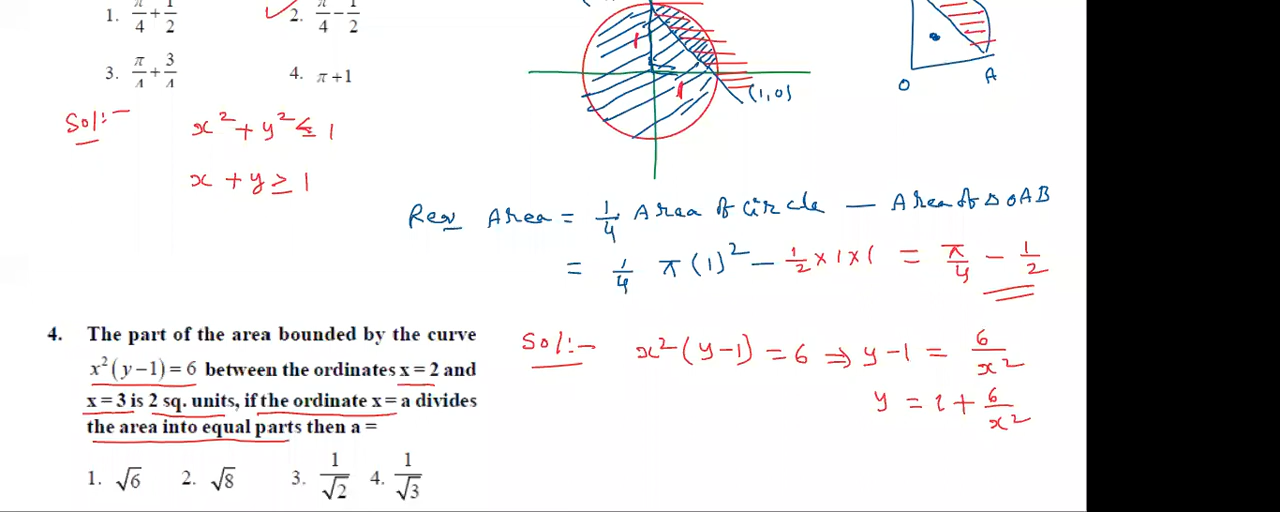 1. π/4 + 1/2 2. π/4 − 1/2
3. π/4 + 3/4 4. π+1
Sol:-
x² + y² ≤ 1
x + y ≥ 1
1
1
(1,0)
O
A
Area = 1/4 Area of circle − Area of Δ OAB
= 1/4 π(1)² − 1/2 × 1 × 1 = π/4 − 1/2
4. The part of the area bounded by the curve
x²(y−1) = 6 between the ordinates x = 2 and
x = 3 is 2 sq. units, if the ordinate x = a divides
the area into equal parts then a =
1. √6 2. √8 3. 1/√2 4. 1/√3
Sol:- x²(y−1) = 6 ⇒ y−1 = 6/x²
y = 1 + 6/x²